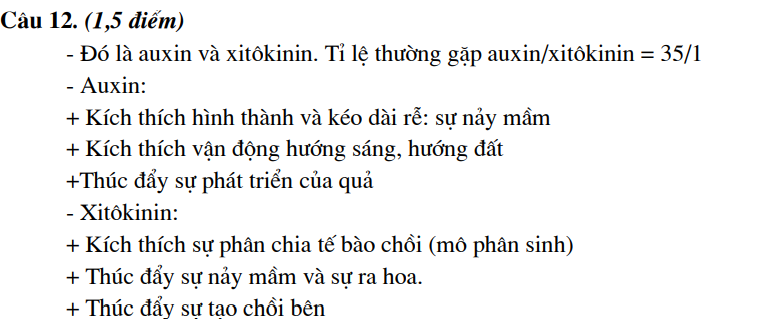 Câu 12. (1,5 điểm)
- Đó là auxin và xitôkinin. Tỉ lệ thường gặp auxin/xitôkinin = 35/1
- Auxin:
+ Kích thích hình thành và kéo dài rễ: sự nảy mầm
+ Kích thích vận động hướng sáng, hướng đất
+Thúc đẩy sự phát triển của quả
- Xitôkinin:
+ Kích thích sự phân chia tế bào chồi (mô phân sinh)
+ Thúc đẩy sự nảy mầm và sự ra hoa.
+ Thúc đẩy sự tạo chồi bên